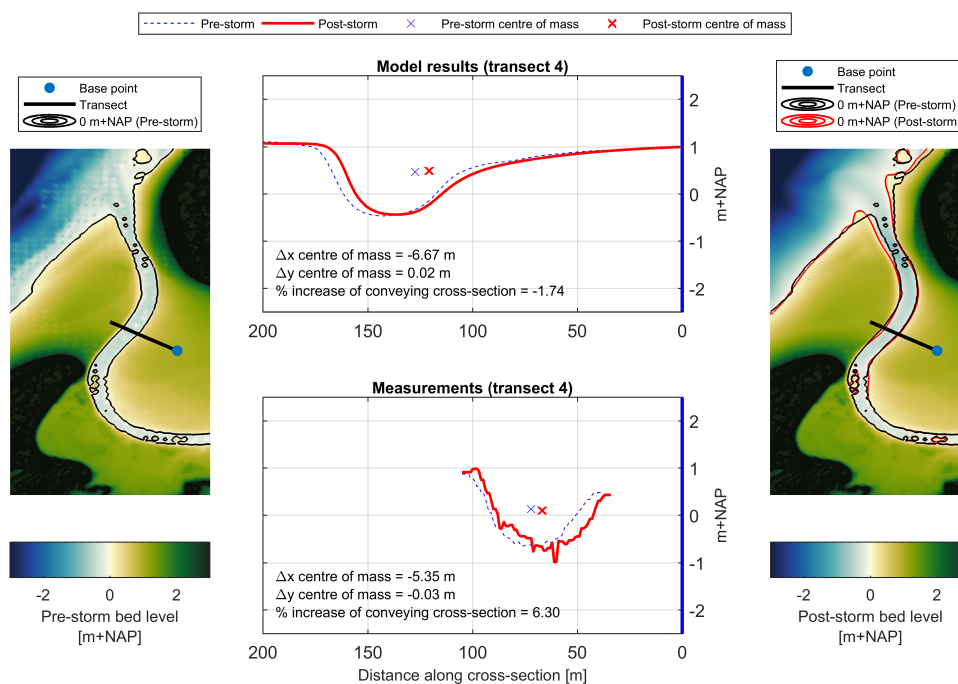 Pre-storm
Post-storm
Pre-storm centre of mass
Post-storm centre of mass
Base point
Transect
0 m+NAP (Pre-storm)
-2
0
2
Pre-storm bed level
[m+NAP]
Model results (transect 4)
2
1
0
-1
-2
m+NAP
Δx centre of mass = -6.67 m
Δy centre of mass = 0.02 m
% increase of conveying cross-section = -1.74
200
150
100
50
0
Measurements (transect 4)
2
1
0
-1
-2
m+NAP
Δx centre of mass = -5.35 m
Δy centre of mass = -0.03 m
% increase of conveying cross-section = 6.30
200
150
100
50
0
Distance along cross-section [m]
Base point
Transect
0 m+NAP (Pre-storm)
0 m+NAP (Post-storm
-2
0
2
Post-storm bed level
[m+NAP]